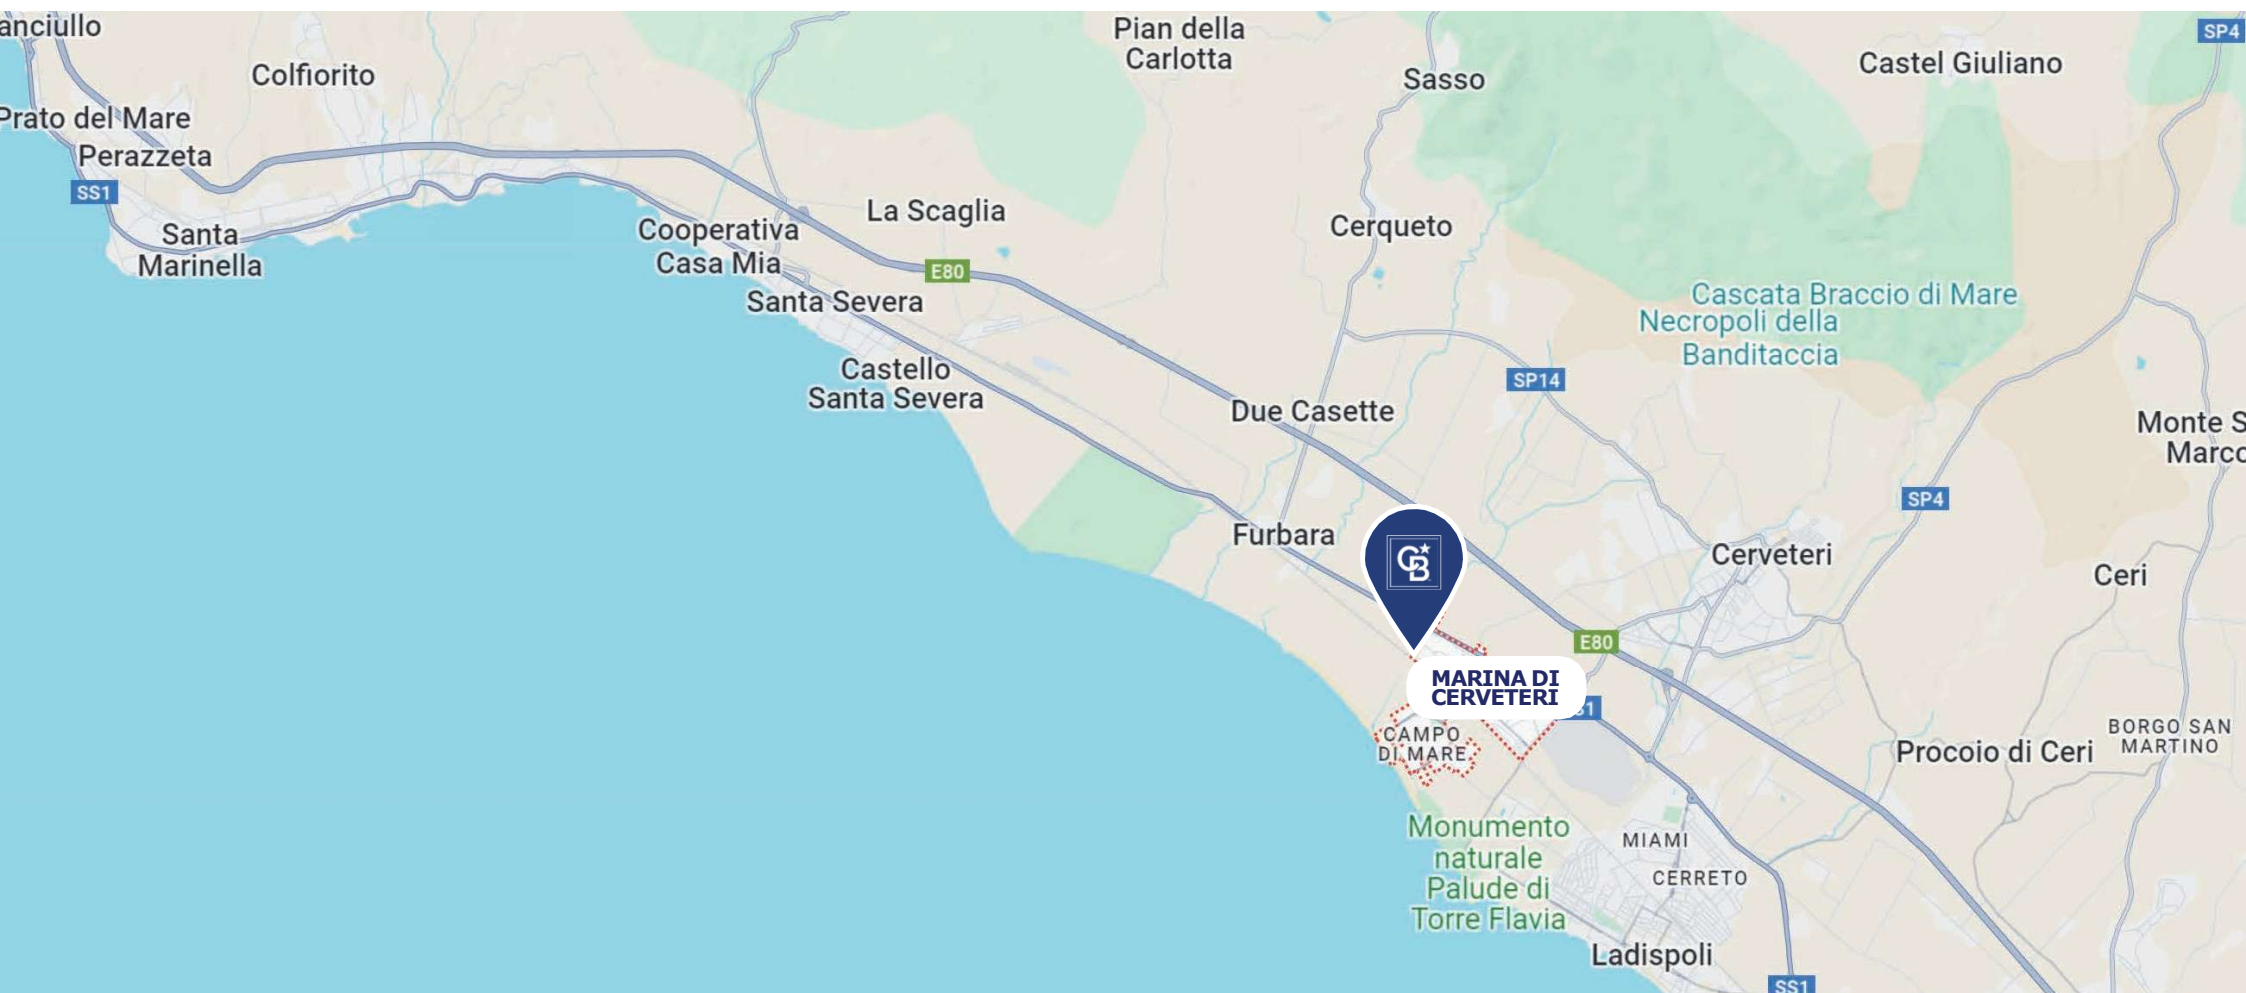 anciullo
Pian della
Carlotta
SP4
Colfiorito
Sasso
Castel Giuliano
Prato del Mare
Perazzeta
SS1
Santa
Marinella
Cooperativa
Casa Mia
La Scaglia
Cerqueto
E80
Santa Severa
Cascata Braccio di Mare
Necropoli della
Banditaccia
Castello
Santa Severa
SP14
Due Casette
Monte S
Marco
SP4
Furbara
CB
Cerveteri
Ceri
E80
MARINA DI
CERVETERI
S1
CAMPO
DI MARE
BORGO SAN
MARTINO
Procoio di Ceri
Monumento
naturale
Palude di
Torre Flavia
MIAMI
CERRETO
Ladispoli
SS1